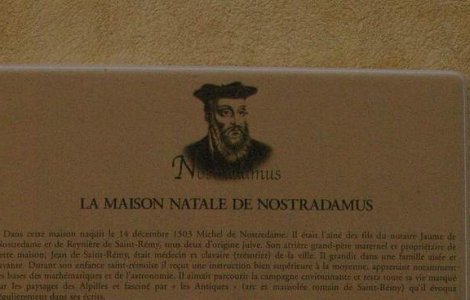 Nostradamus
LA MAISON NATALE DE NOSTRADAMUS
Dans cette maison naquit le 14 décembre 1503 Michel de Nostredame. Il était l'aîné des fils du notaire Jaume de
Nostredame et de Reynière de Saint-Rémy, tous deux d'origine juive. Son arrière grand-père maternel et propriétaire de
cette maison, Jean de Saint-Rémy, était médecin et clavaire (trésorier) de la ville. Il grandit dans une famille aisée et
savante. Durant son enfance saint-rémoise il reçut une instruction bien supérieure à la moyenne, apprenant notamment
les bases des mathématiques et de l'astronomie. Il aimait parcourir la campagne environnante et resta toute sa vie marqué
par les paysages des Alpilles et fasciné par « les Antiques » (arc et mausolée romain de Saint-Rémy) qu'il évoqua
régulièrement dans ses écrits.